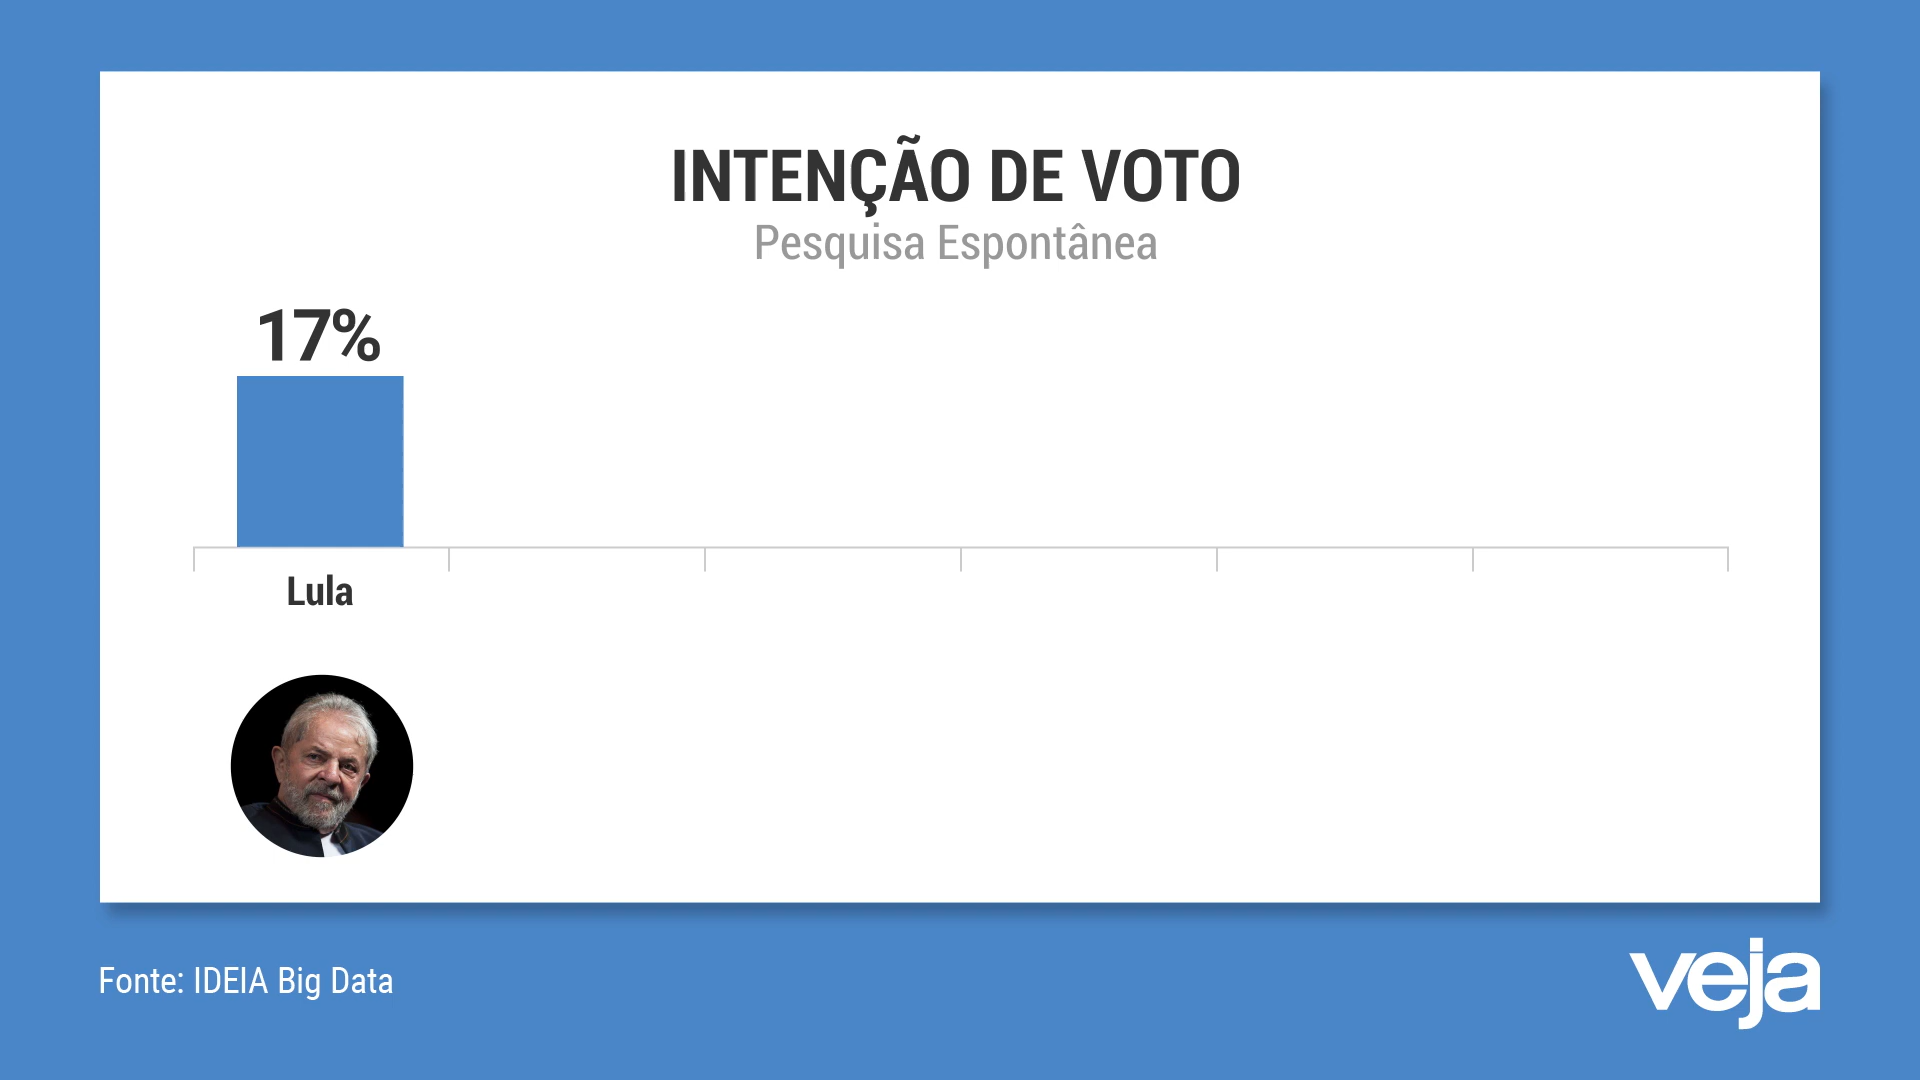 INTENÇÃO DE VOTO
Pesquisa Espontânea
17%
Lula
Fonte: IDEIA Big Data
veja